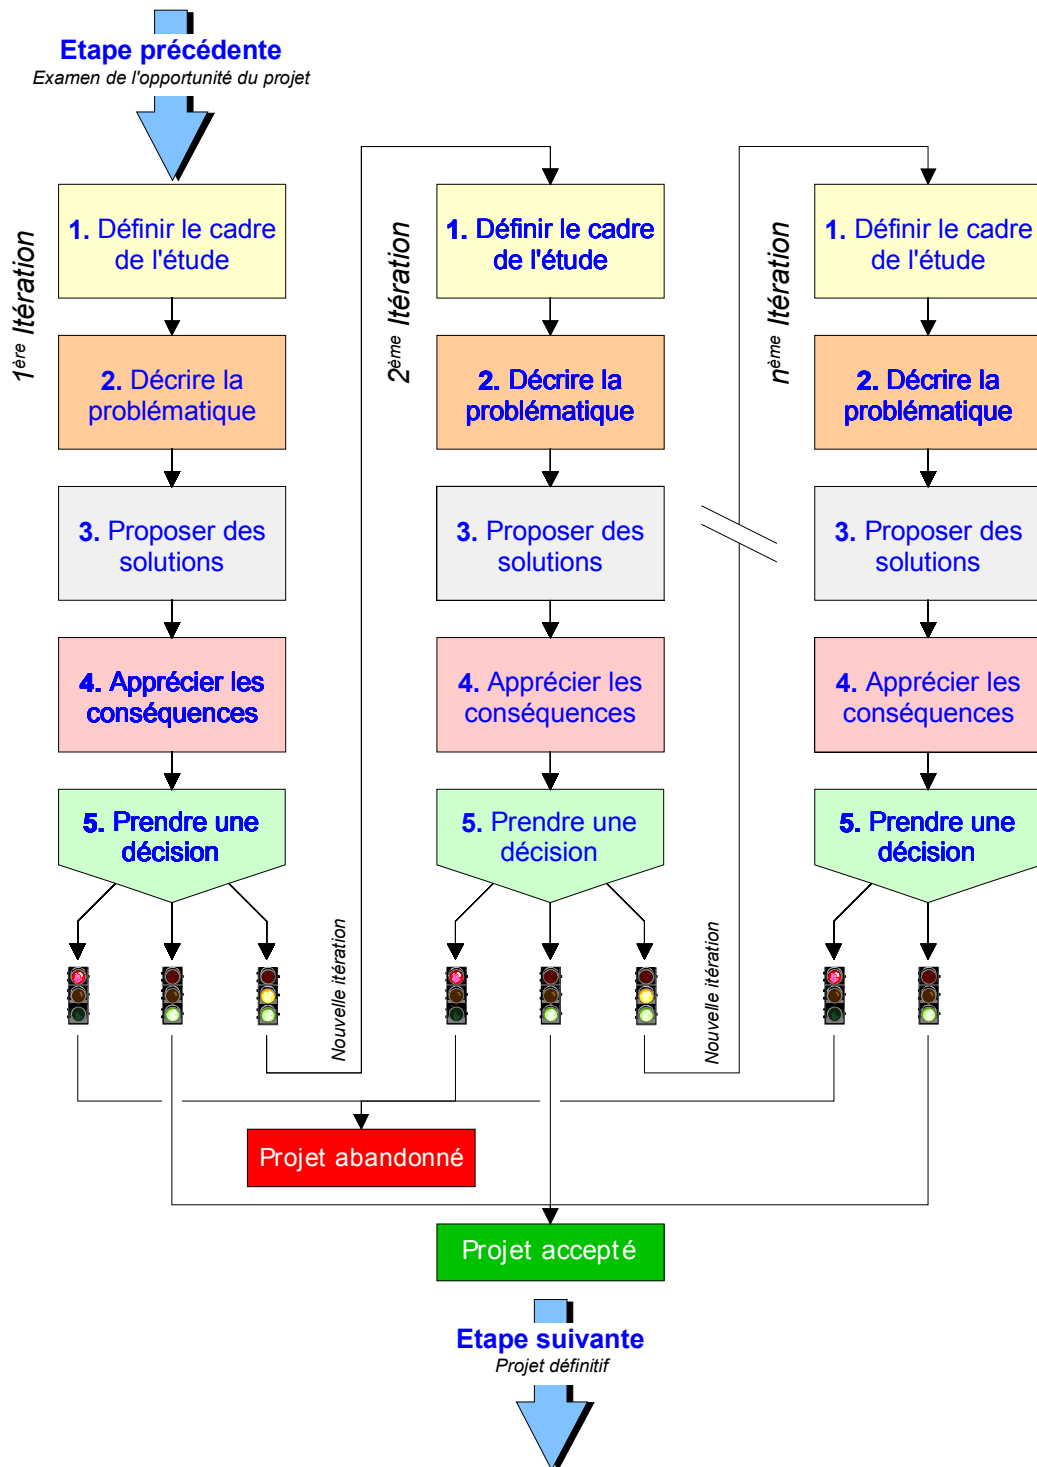 Etape précédente
Examen de l'opportunité du projet
1ère Itération
1. Définir le cadre
de l'étude
2. Décrire la
problématique
3. Proposer des
solutions
4. Apprécier les
conséquences
5. Prendre une
décision
Nouvelle itération
2ème Itération
1. Définir le cadre
de l'étude
2. Décrire la
problématique
3. Proposer des
solutions
4. Apprécier les
conséquences
5. Prendre une
décision
Nouvelle itération
nème Itération
1. Définir le cadre
de l'étude
2. Décrire la
problématique
3. Proposer des
solutions
4. Apprécier les
conséquences
5. Prendre une
décision
Projet abandonné
Projet accepté
Etape suivante
Projet définitif